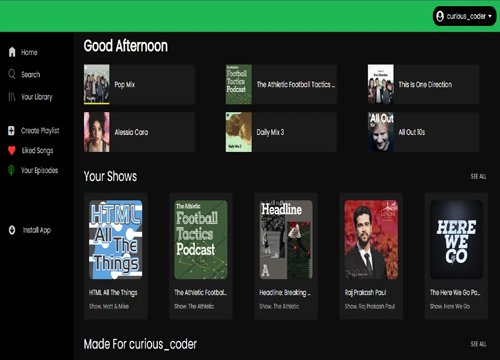 curious_coder
Home
Search
Your Library
Create Playlist
Liked Songs
Your Episodes
Install App
Good Afternoon
Pop Mix
Football
Tactics
Podcast
The Athletic Football Tactics ...
This Is One Direction
Alessia Cara
Daily Mix 3
Daily Mix 3
All Out
All Out 10s
Your Shows
SEE ALL
HTML
All The
Things
HTML All The Things
Show, Matt & Mike
The Athletic
Football
Tactics
Podcast
The Athletic Footbal...
Show, The Athletic
Headline
A
Headline: Breaking ...
Show, The Athletic
Raj Prakash Paul
Show, Raj Prakash Paul
HERE
WE
GO
The Here We Go Po...
Show, Here We Go
Made For curious_coder
SEE ALL